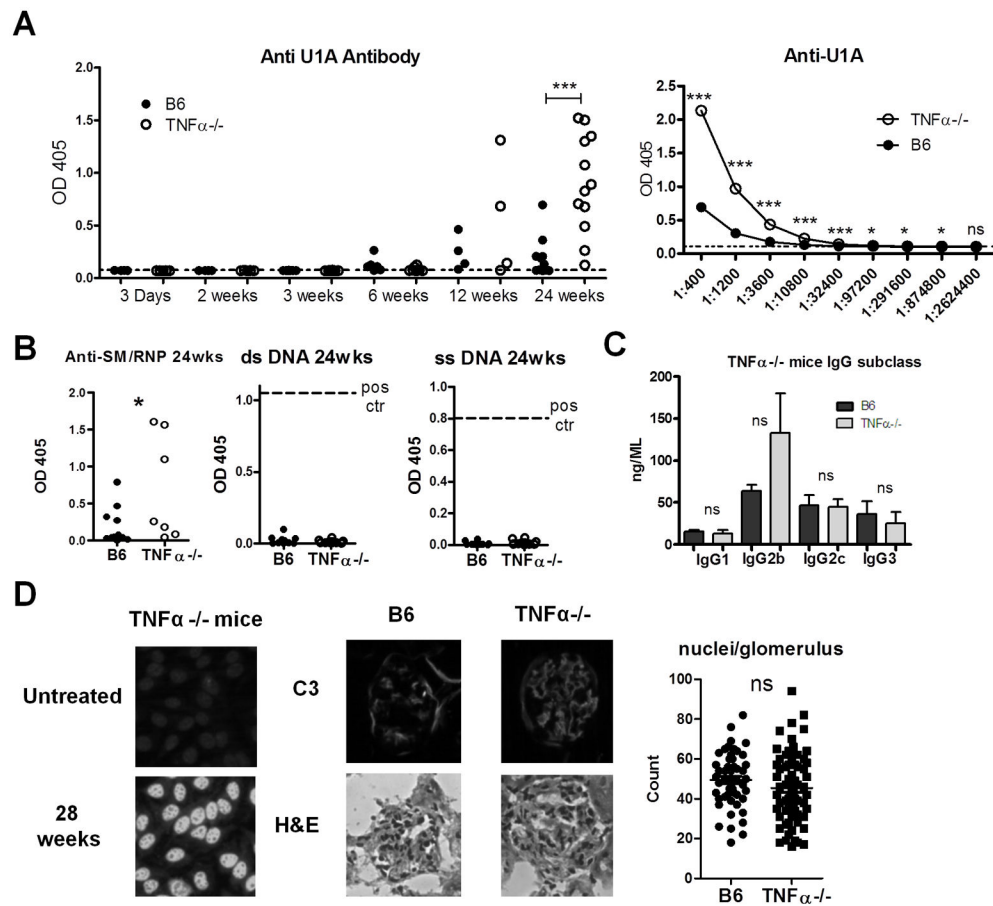 A
Anti U1A Antibody
B6
TNFα-/-
***
OD 405
2.0
1.5
1.0
0.5
0.0
3 Days
2 weeks
3 weeks
6 weeks
12 weeks
24 weeks
Anti-U1A
TNFα-/-
B6
OD 405
2.5
2.0
1.5
1.0
0.5
0.0
***
***
***
***
***
*
*
*
ns
1:400
1:1200
1:3600
1:10800
1:32400
1:97200
1:291600
1:874800
1:2624400
B
Anti-SM/RNP 24wks
*
OD 405
2.0
1.5
1.0
0.5
0.0
B6
TNFα-/-
ds DNA 24wks
pos
ctr
OD 405
1.0
0.5
0.0
B6
TNFα-/-
ss DNA 24wks
pos
ctr
OD 405
1.0
0.8
0.6
0.4
0.2
0.0
B6
TNFα-/-
C
TNFα-/- mice IgG subclass
B6
TNFα-/-
ng/ML
200
150
100
50
0
ns
ns
ns
ns
IgG1
IgG2b
IgG2c
IgG3
D
TNFα -/- mice
Untreated
28
weeks
B6
TNFα-/-
C3
H&E
nuclei/glomerulus
ns
Count
100
80
60
40
20
0
B6
TNFα-/-